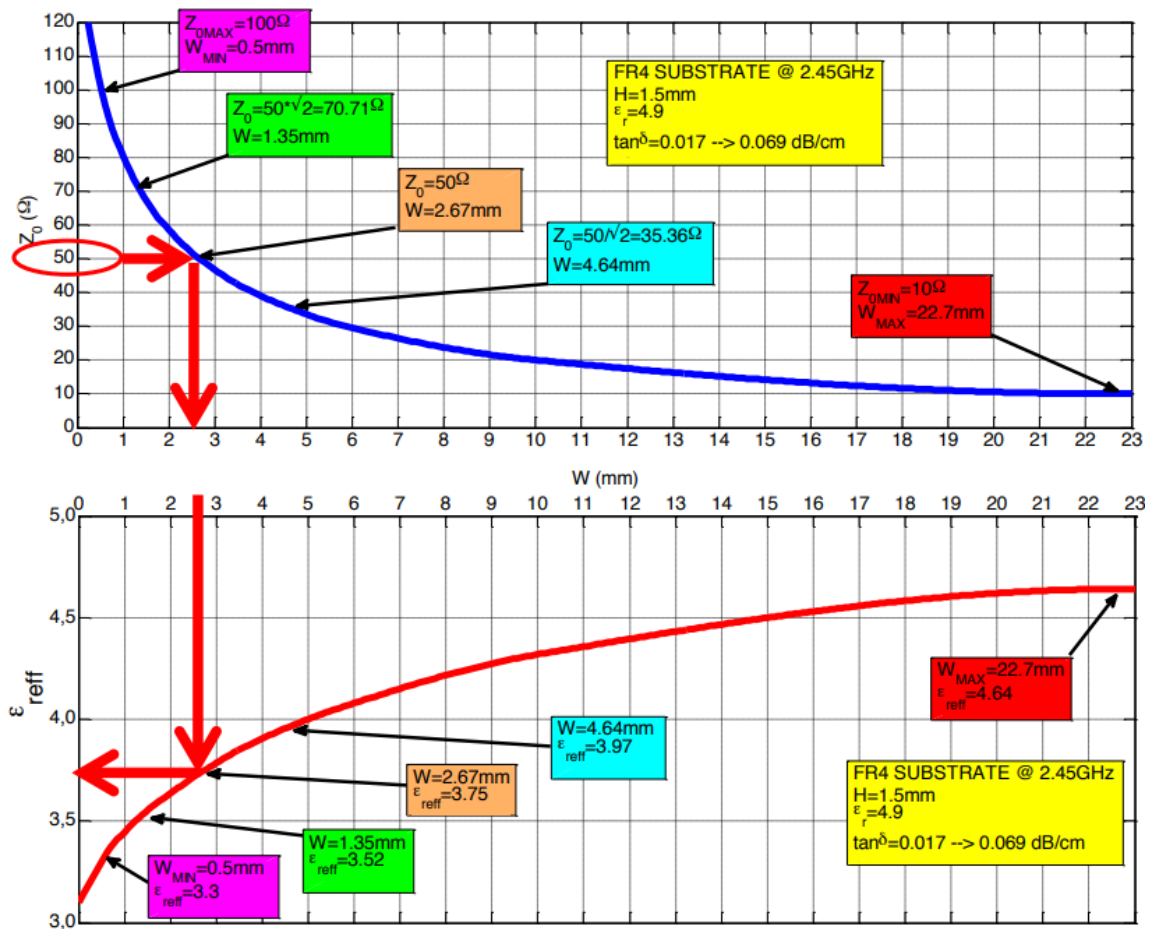 120
110
100
90
80
70
60
50
40
30
20
10
0
Z0 (Ω)
Z0MAX=100Ω
WMIN=0.5mm
Z0=50*√2=70.71Ω
W=1.35mm
Z0=50Ω
W=2.67mm
Z0=50/√2=35.36Ω
W=4.64mm
FR4 SUBSTRATE @ 2.45GHz
H=1.5mm
εr=4.9
tanδ=0.017 --> 0.069 dB/cm
Z0MIN=10Ω
WMAX=22.7mm
0 1 2 3 4 5 6 7 8 9 10 11 12 13 14 15 16 17 18 19 20 21 22 23
W (mm)
0 1 2 3 4 5 6 7 8 9 10 11 12 13 14 15 16 17 18 19 20 21 22 23
5,0
4,5
4,0
3,5
3,0
εreff
WMAX=22.7mm
εreff=4.64
W=4.64mm
εreff=3.97
W=2.67mm
εreff=3.75
W=1.35mm
εreff=3.52
WMIN=0.5mm
εreff=3.3
FR4 SUBSTRATE @ 2.45GHz
H=1.5mm
εr=4.9
tanδ=0.017 --> 0.069 dB/cm